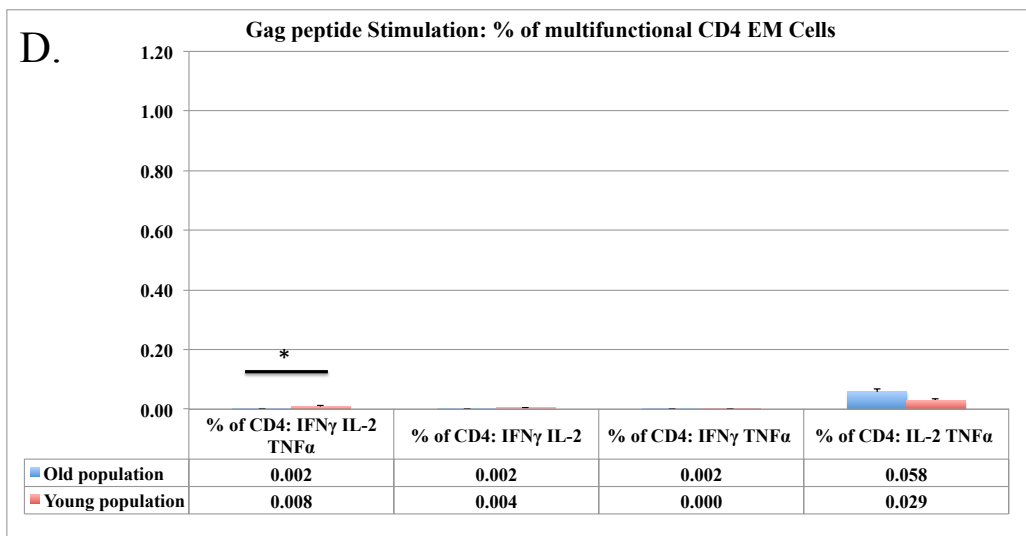 D.
Gag peptide Stimulation: % of multifunctional CD4 EM Cells
1.20
1.00
0.80
0.60
0.40
0.20
0.00
*
% of CD4: IFNγ IL-2
TNFα
% of CD4: IFNγ IL-2
% of CD4: IFNγ TNFα
% of CD4: IL-2 TNFα
Old population 0.002 0.002 0.002 0.058
Young population 0.008 0.004 0.000 0.029